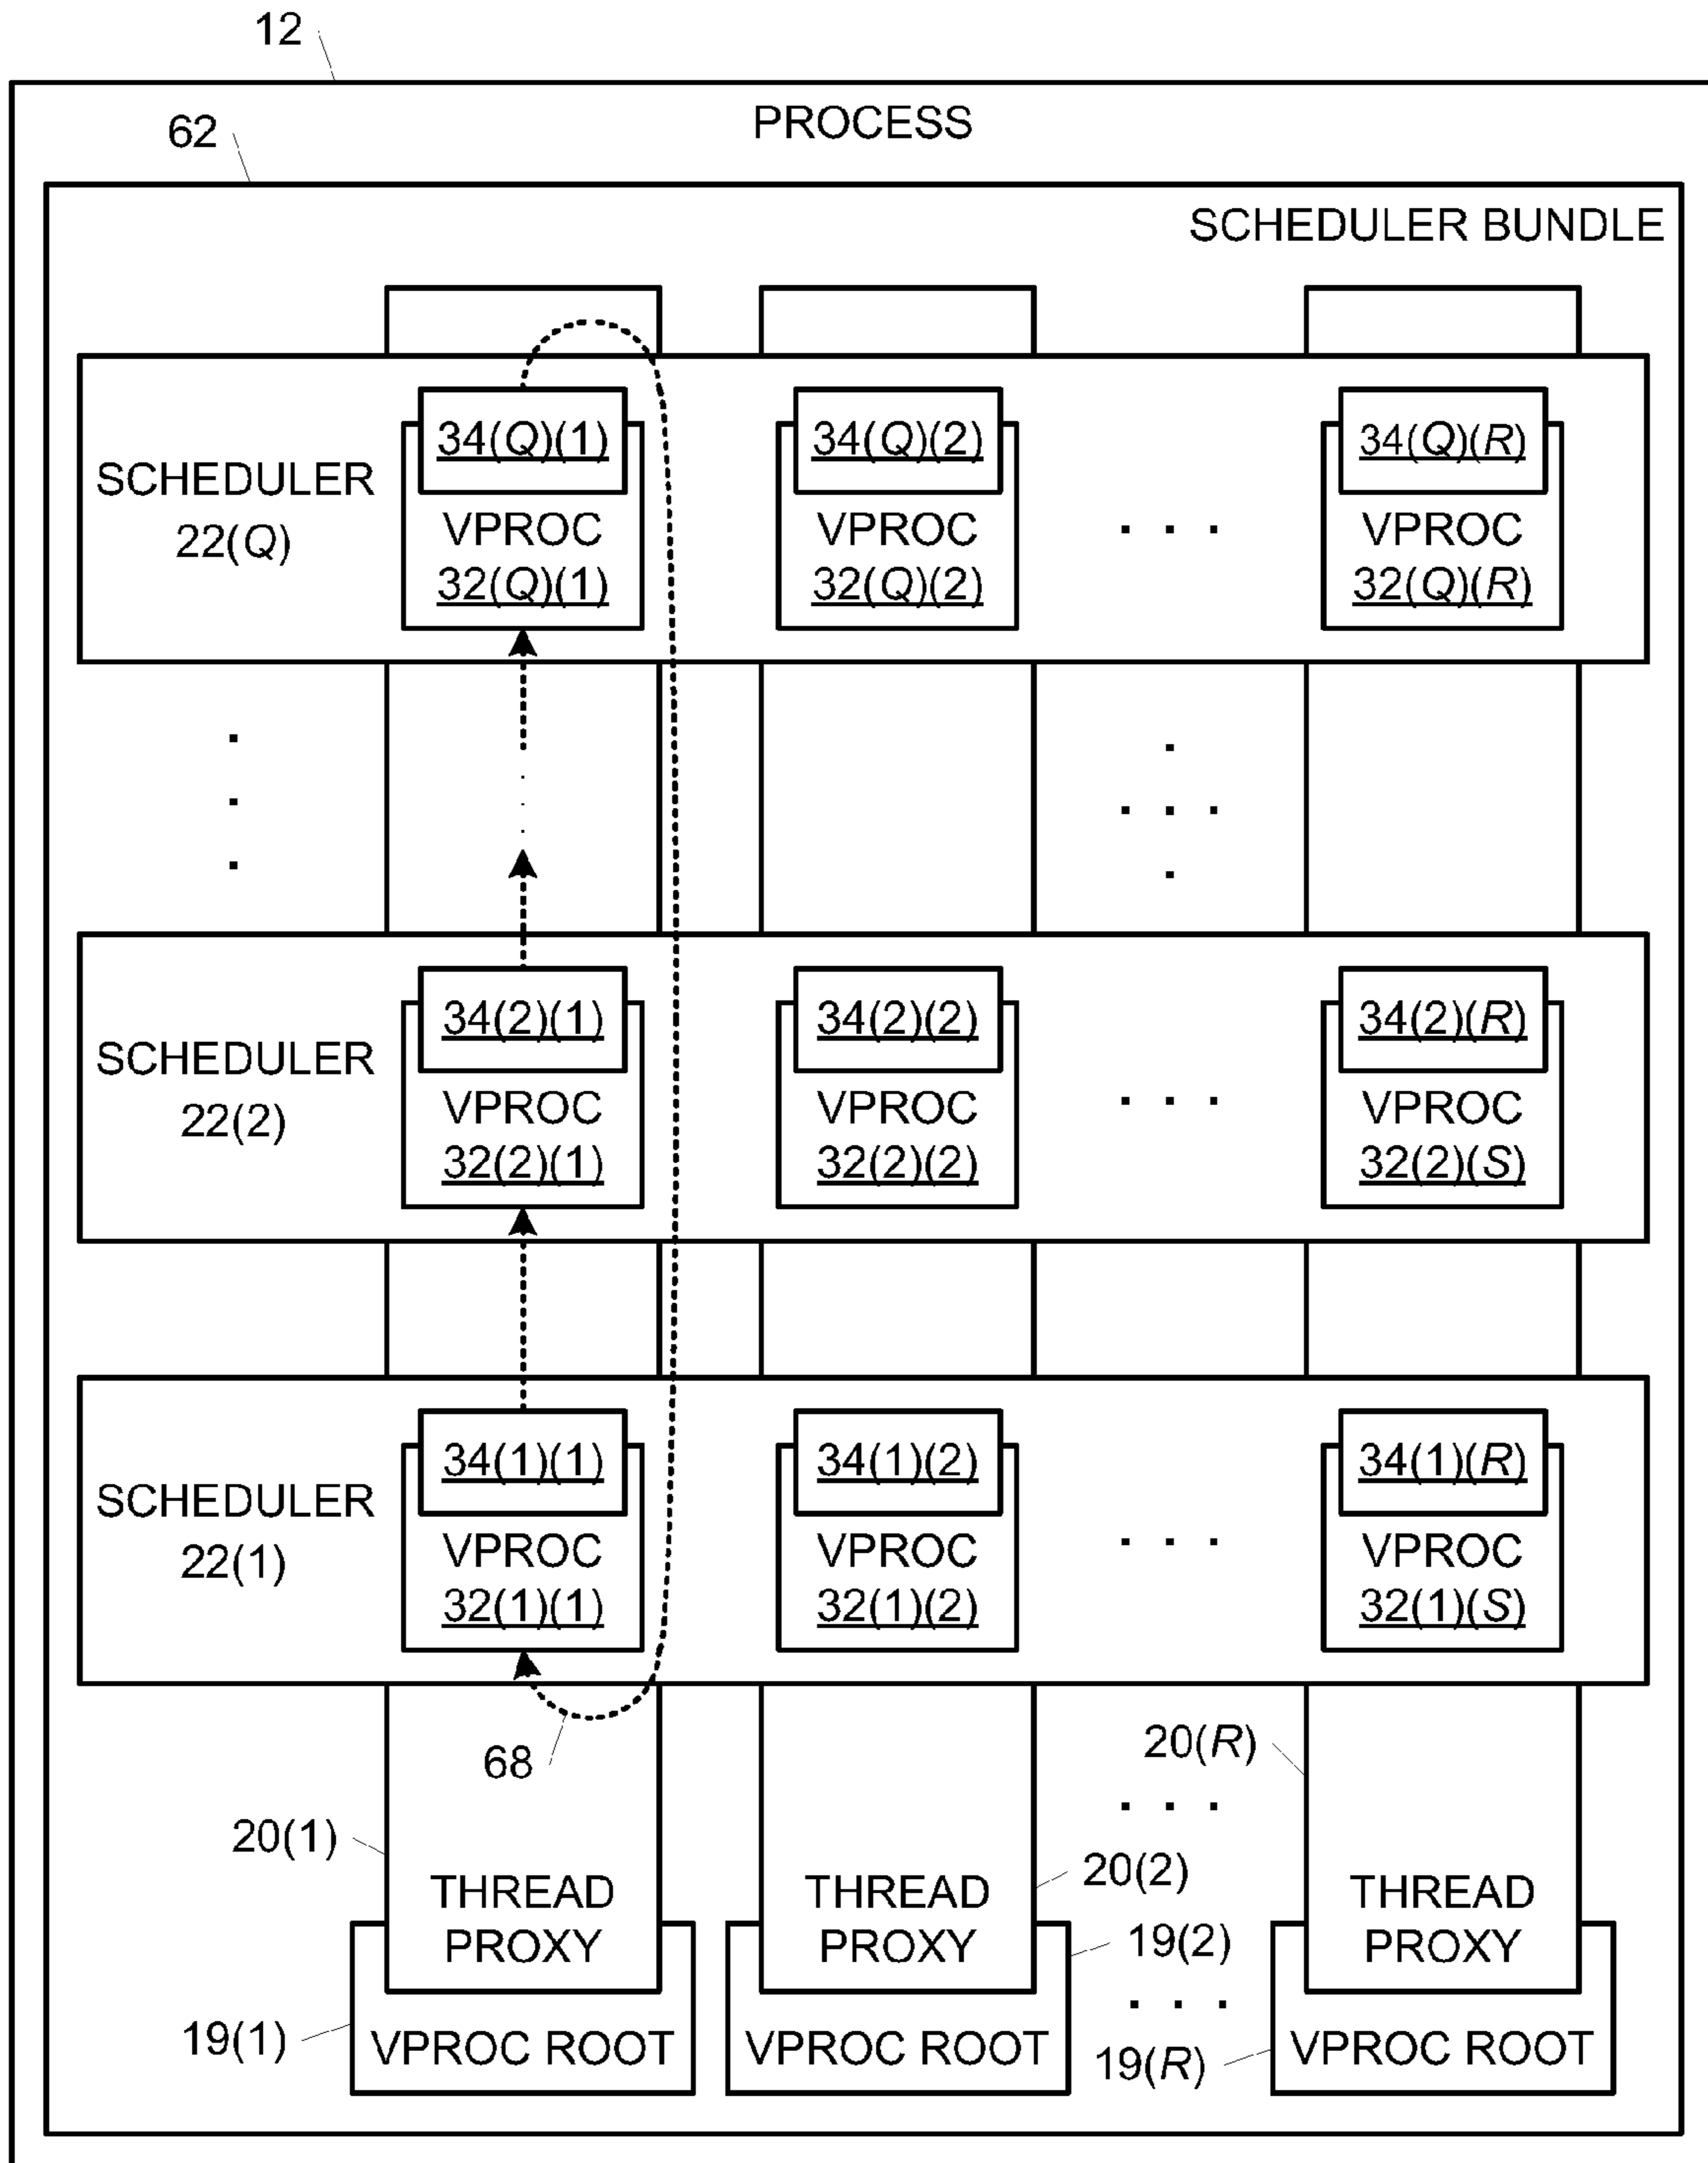 12
PROCESS
62
SCHEDULER BUNDLE
34(Q)(1)
34(Q)(2)
34(Q)(R)
SCHEDULER
22(Q)
VPROC
32(Q)(1)
VPROC
32(Q)(2)
. . .
VPROC
32(Q)(R)
34(2)(1)
34(2)(2)
34(2)(R)
SCHEDULER
22(2)
VPROC
32(2)(1)
VPROC
32(2)(2)
. . .
VPROC
32(2)(S)
34(1)(1)
34(1)(2)
34(1)(R)
SCHEDULER
22(1)
VPROC
32(1)(1)
VPROC
32(1)(2)
. . .
VPROC
32(1)(S)
68
20(R)
. . .
20(1)
THREAD
PROXY
20(2)
THREAD
PROXY
THREAD
PROXY
19(2)
. . .
19(1)
VPROC ROOT
VPROC ROOT
19(R)
VPROC ROOT